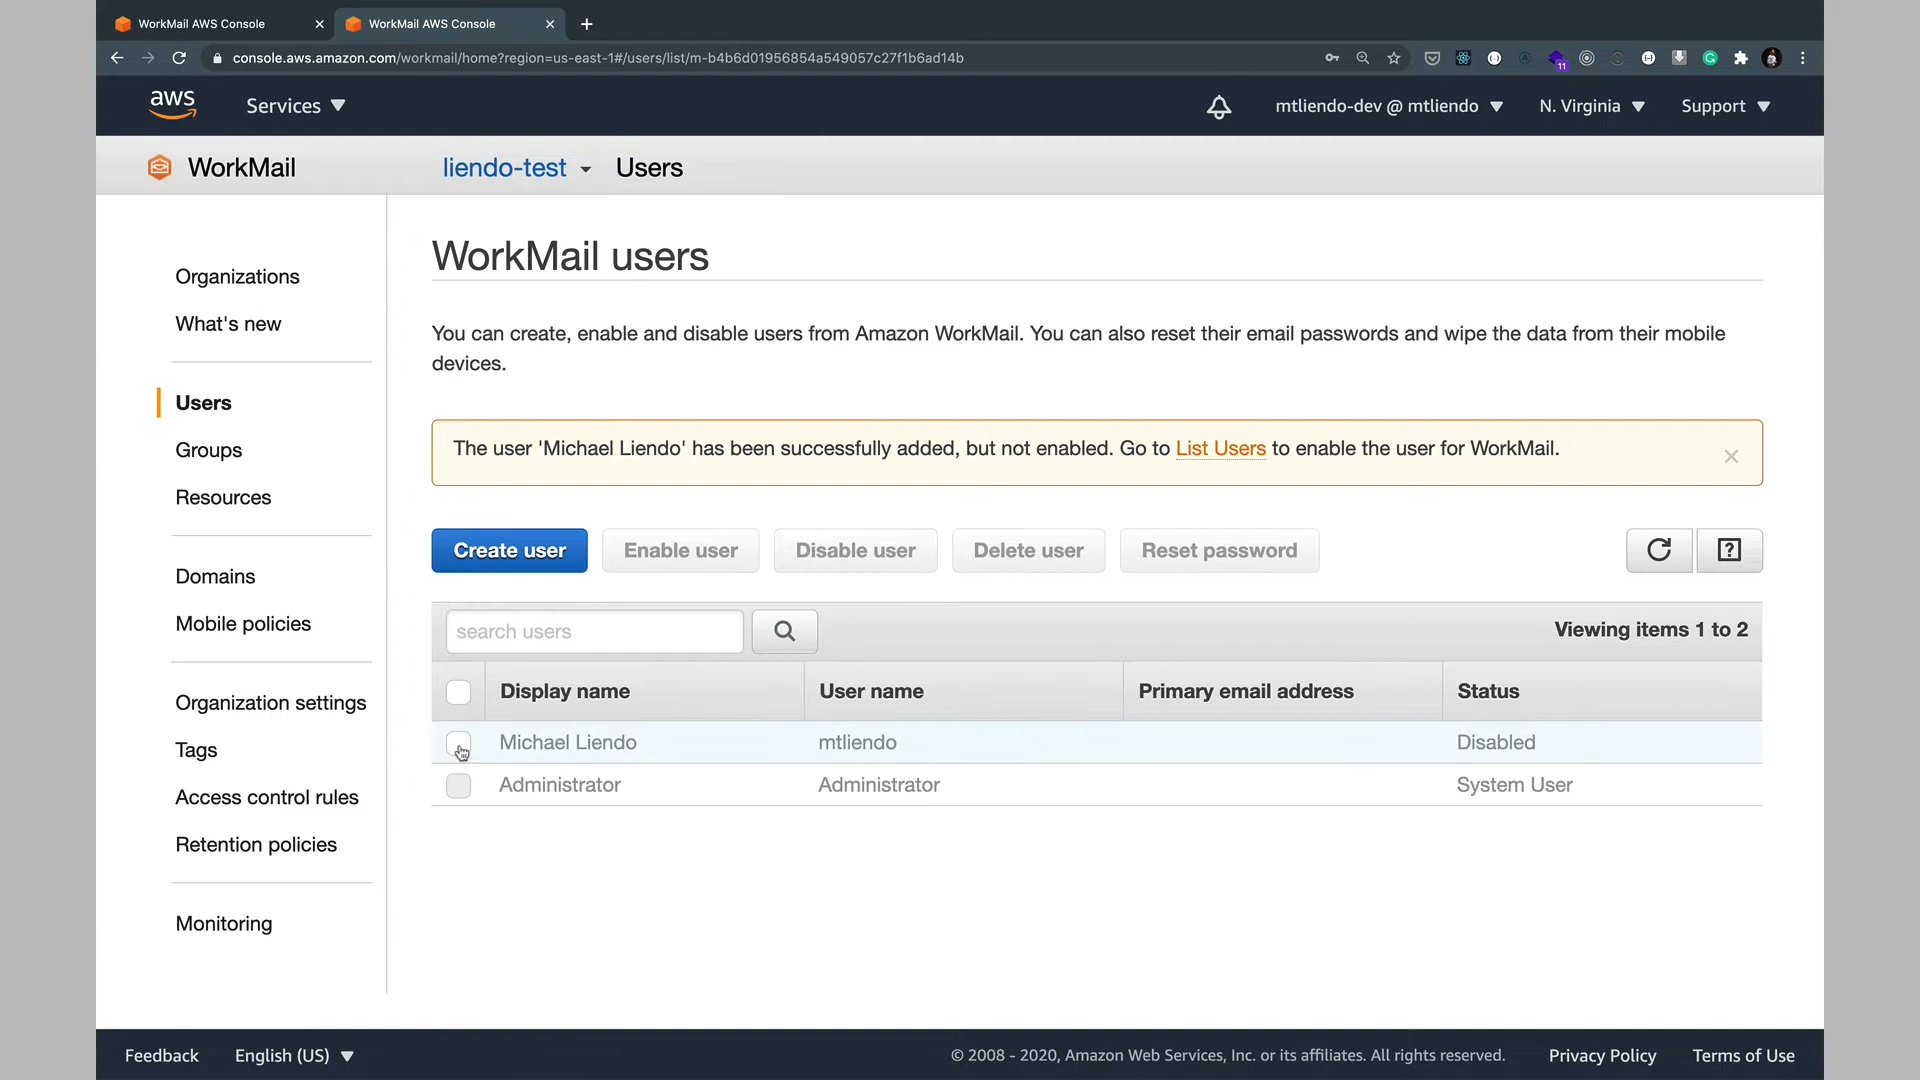 WorkMail AWS Console
WorkMail AWS Console
console.aws.amazon.com/workmail/home?region=us-east-1#/users/list/m-b4b6d01956854a549057c27f1b6ad14b
11
aws
Services
mtliendo-dev @ mtliendo
N. Virginia
Support
WorkMail
liendo-test
Users
Organizations
What's new
Users
Groups
Resources
Domains
Mobile policies
Organization settings
Tags
Access control rules
Retention policies
Monitoring
WorkMail users
You can create, enable and disable users from Amazon WorkMail. You can also reset their email passwords and wipe the data from their mobile
devices.
The user 'Michael Liendo' has been successfully added, but not enabled. Go to List Users to enable the user for WorkMail.
Create user
Enable user
Disable user
Delete user
Reset password
?
search users
Viewing items 1 to 2
Display name
User name
Primary email address
Status
Michael Liendo
mtliendo
Disabled
Administrator
Administrator
System User
Feedback
English (US)
© 2008 - 2020, Amazon Web Services, Inc. or its affiliates. All rights reserved.
Privacy Policy
Terms of Use